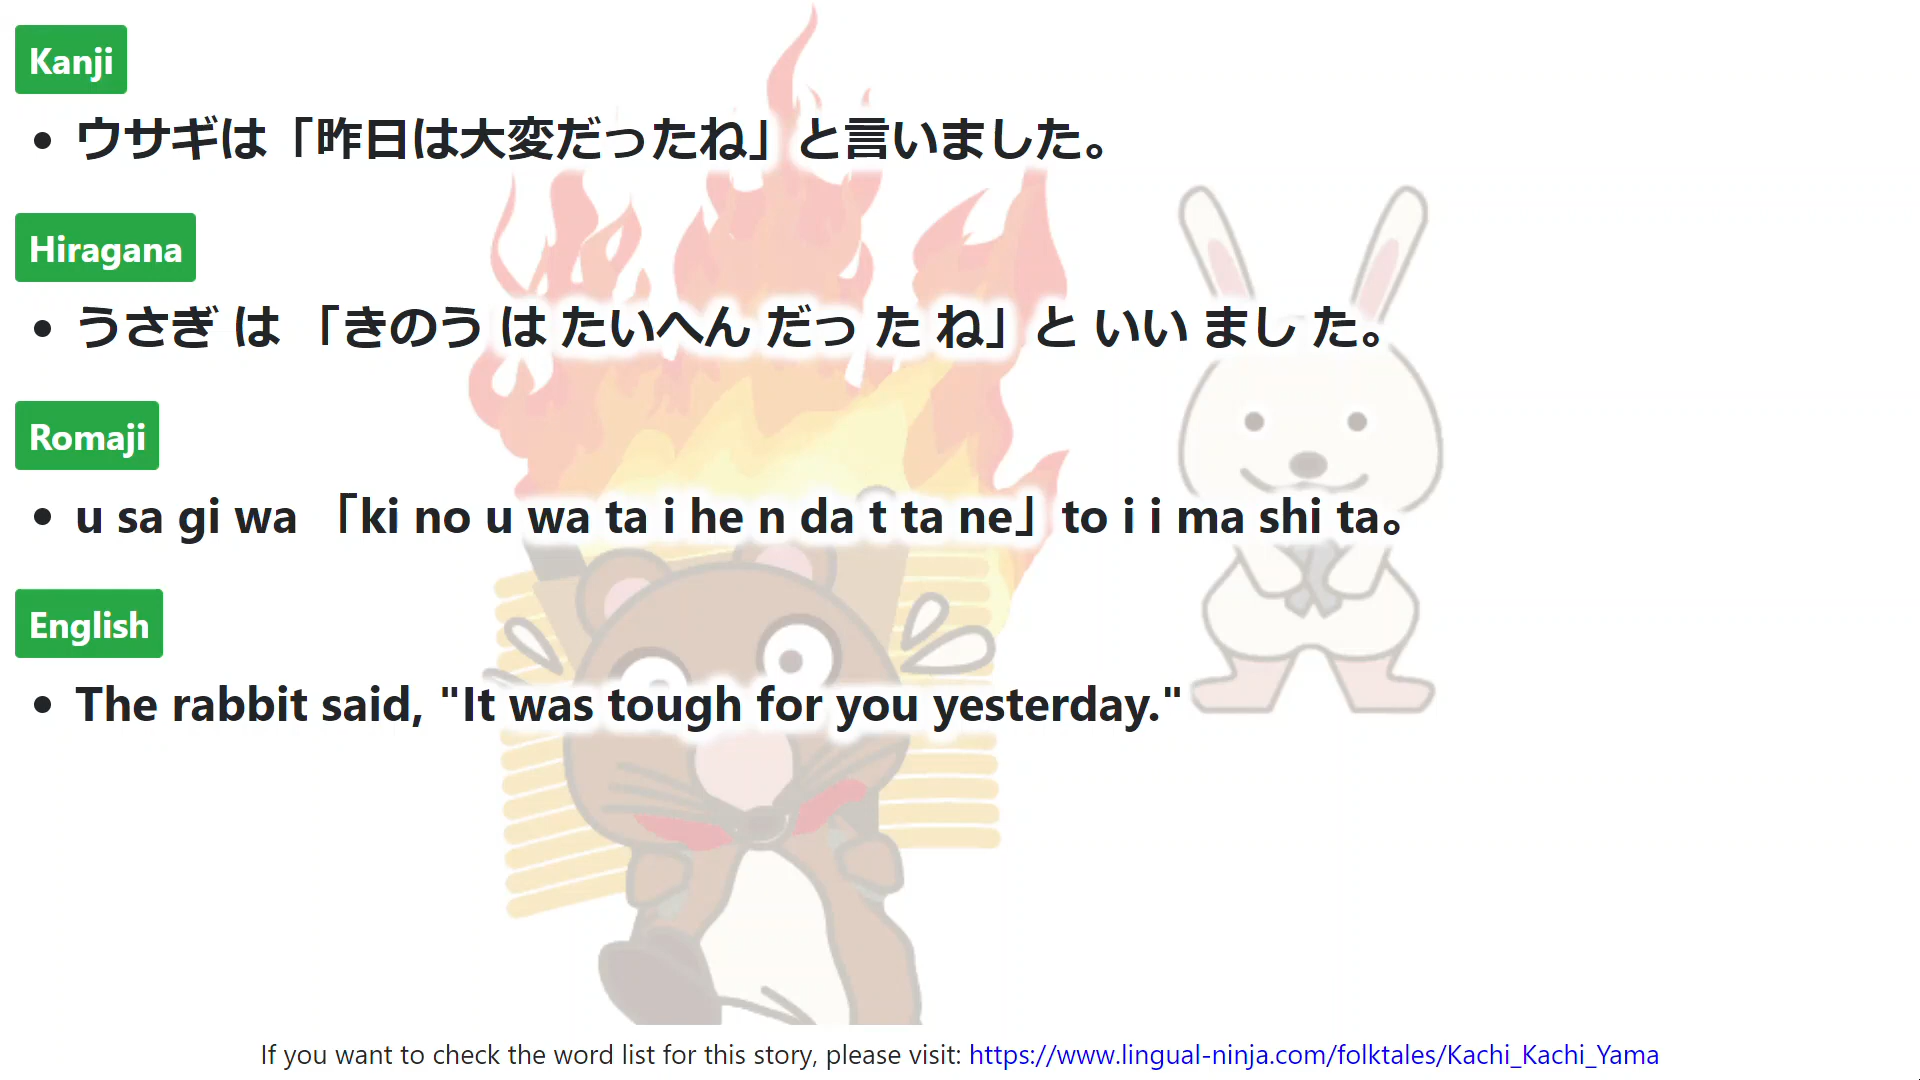 Kanji
• ウサギは「昨日は大変だったね」と言いました。
Hiragana
• うさぎ は 「きのう は たいへん だっ た ね」と いい まし た。
Romaji
• u sa gi wa 「ki no u wa ta i he n da t ta ne」to i i ma shi ta。
English
• The rabbit said, "It was tough for you yesterday."
If you want to check the word list for this story, please visit: https://www.lingual-ninja.com/folktales/Kachi_Kachi_Yama